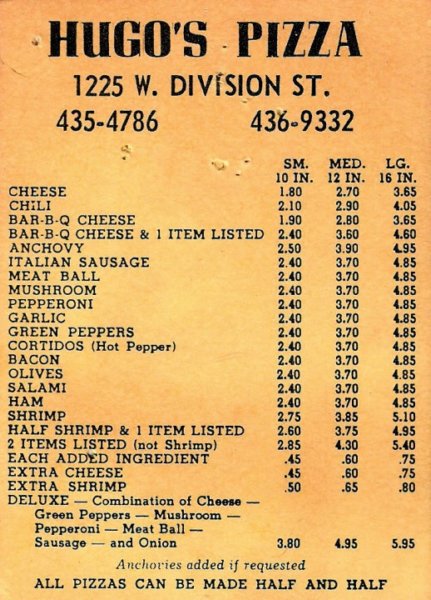 HUGO'S PIZZA
1225 W. DIVISION ST.
435-4786 436-9332
SM. MED. LG.
10 IN. 12 IN. 16 IN.
CHEESE 1.80 2.70 3.65
CHILI 2.10 2.90 4.05
BAR-B-Q CHEESE 1.90 2.80 3.65
BAR-B-Q CHEESE & 1 ITEM LISTED 2.40 3.60 4.60
ANCHOVY 2.50 3.90 4.95
ITALIAN SAUSAGE 2.40 3.70 4.85
MEAT BALL 2.40 3.70 4.85
MUSHROOM 2.40 3.70 4.85
PEPPERONI 2.40 3.70 4.85
GARLIC 2.40 3.70 4.85
GREEN PEPPERS 2.40 3.70 4.85
CORTIDOS (Hot Pepper) 2.40 3.70 4.85
BACON 2.40 3.70 4.85
OLIVES 2.40 3.70 4.85
SALAMI 2.40 3.70 4.85
HAM 2.40 3.70 4.85
SHRIMP 2.75 3.85 5.10
HALF SHRIMP & 1 ITEM LISTED 2.60 3.75 4.95
2 ITEMS LISTED (not Shrimp) 2.85 4.30 5.40
EACH ADDED INGREDIENT .45 .60 .75
EXTRA CHEESE .45 .60 .75
EXTRA SHRIMP .50 .65 .80
DELUXE — Combination of Cheese —
Green Peppers — Mushroom —
Pepperoni — Meat Ball —
Sausage — and Onion 3.80 4.95 5.95
Anchovies added if requested
ALL PIZZAS CAN BE MADE HALF AND HALF